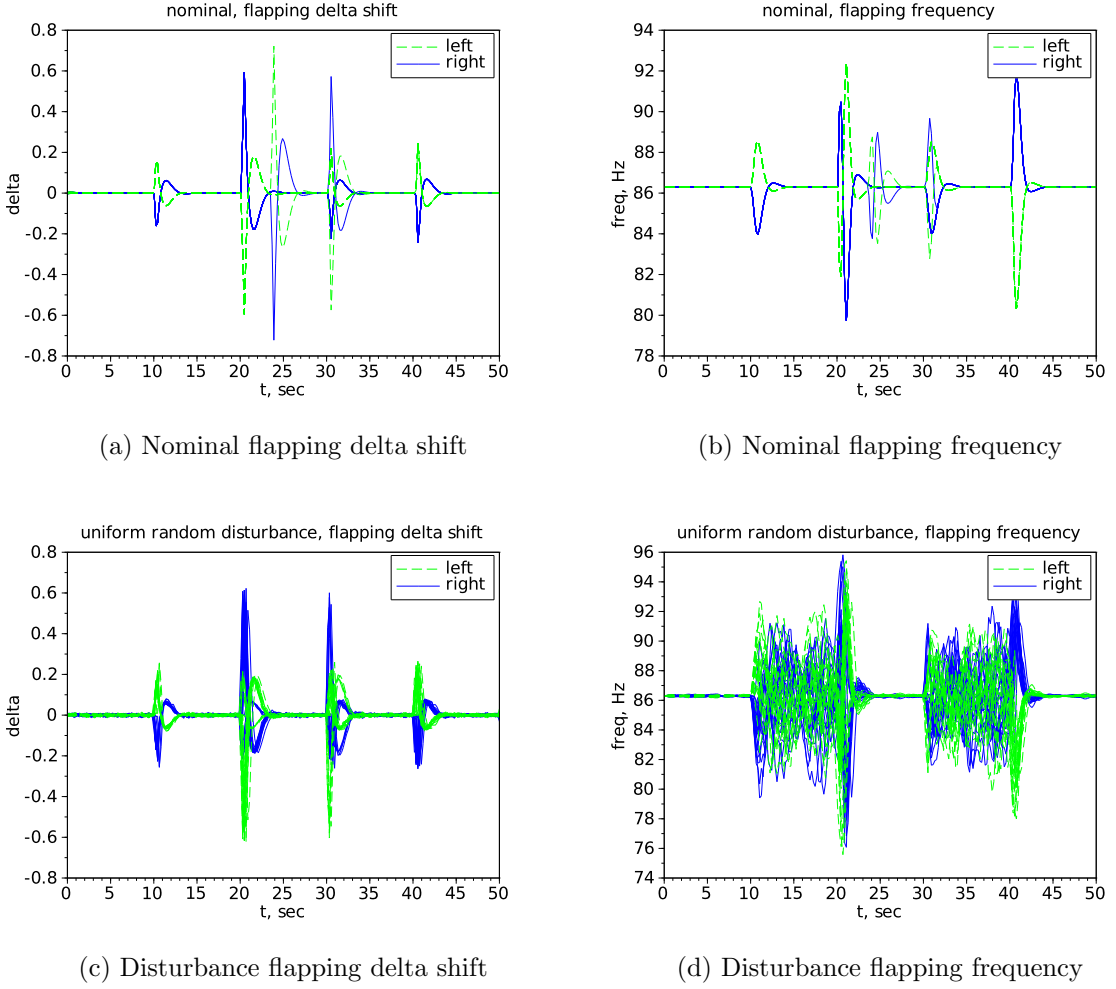 nominal, flapping delta shift
0.8
0.6
0.4
0.2
0
-0.2
-0.4
-0.6
-0.8
delta
left
right
0 5 10 15 20 25 30 35 40 45 50
t, sec
(a) Nominal flapping delta shift
nominal, flapping frequency
94
92
90
88
86
84
82
80
78
freq, Hz
left
right
0 5 10 15 20 25 30 35 40 45 50
t, sec
(b) Nominal flapping frequency
uniform random disturbance, flapping delta shift
0.8
0.6
0.4
0.2
0
-0.2
-0.4
-0.6
-0.8
delta
left
right
0 5 10 15 20 25 30 35 40 45 50
t, sec
(c) Disturbance flapping delta shift
uniform random disturbance, flapping frequency
96
94
92
90
88
86
84
82
80
78
76
74
freq, Hz
left
right
0 5 10 15 20 25 30 35 40 45 50
t, sec
(d) Disturbance flapping frequency